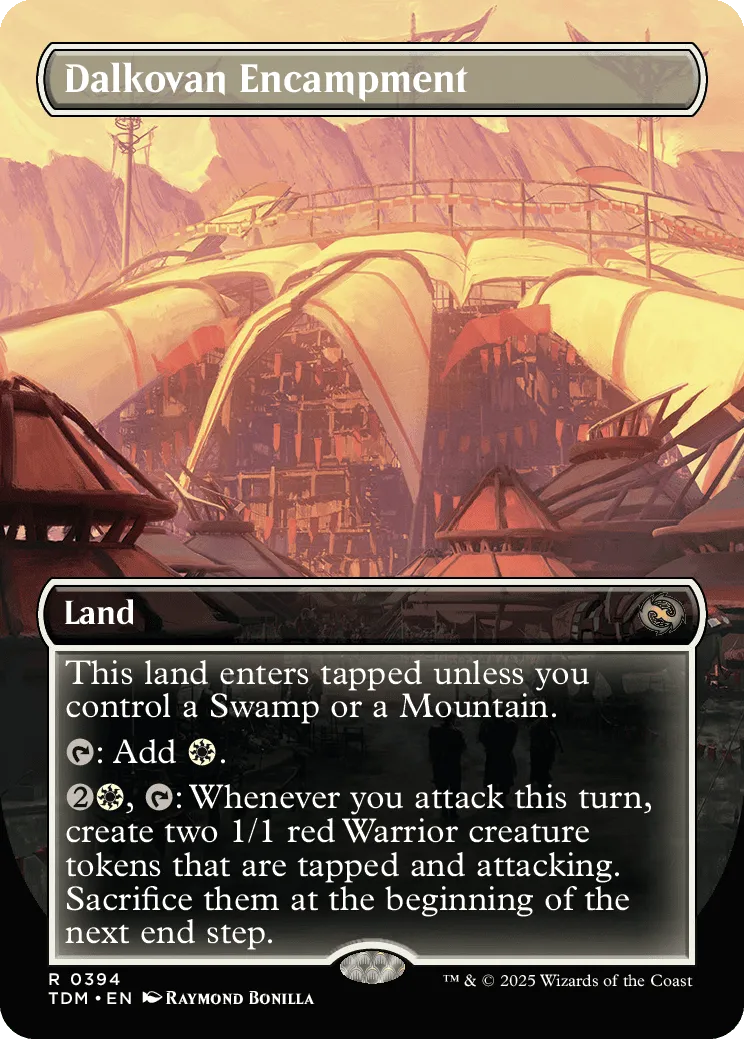 Dalkovan Encampment
Land
This land enters tapped unless you
control a Swamp or a Mountain.
: Add .
2, : Whenever you attack this turn,
create two 1/1 red Warrior creature
tokens that are tapped and attacking.
Sacrifice them at the beginning of the
next end step.
R 0394
TDM • EN RAYMOND BONILLA
™ & © 2025 Wizards of the Coast